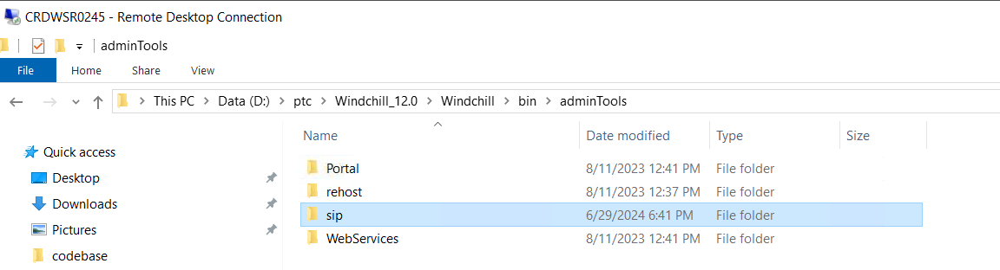 CRDWSR0245 - Remote Desktop Connection
adminTools
File Home Share View
This PC Data (D:) ptc Windchill_12.0 Windchill bin adminTools
Name Date modified Type Size
Quick access
Portal 8/11/2023 12:41 PM File folder
Desktop
rehost 8/11/2023 12:37 PM File folder
Downloads
sip 6/29/2024 6:41 PM File folder
Pictures
WebServices 8/11/2023 12:41 PM File folder
codebase